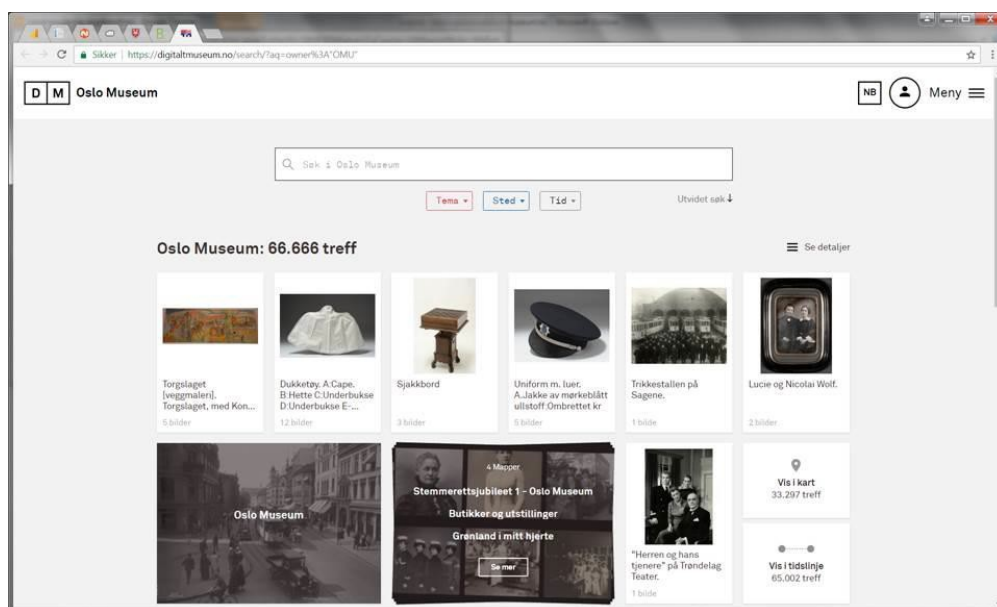 Sikker | https://digitaltmuseum.no/search/?aq=owner%3A"OMU"
D M Oslo Museum
NB
Meny
Søk i Oslo Museum
Tema
Sted
Tid
Utvidet søk
Oslo Museum: 66.666 treff
Se detaljer
Torgslaget
[veggmaleri].
Torgslaget, med Kon...
5 bilder
Dukketøy. A:Cape.
B:Hette C:Underbukse
D:Underbukse E-...
12 bilder
Sjakkbord
3 bilder
Uniform m. luer.
A.Jakke av mørkeblått
ullstoff:Ombrettet kr
5 bilder
Trikkestallen på
Sagene.
1 bilde
Lucie og Nicolai Wolf.
2 bilder
Oslo Museum
4 Mapper
Stemmerettsjubileet 1 - Oslo Museum
Butikker og utstillinger
Grønland i mitt hjerte
Se mer
"Herren og hans
tjenere" på Trøndelag
Teater.
1 bilde
Vis i kart
33.297 treff
Vis i tidslinje
65.002 treff